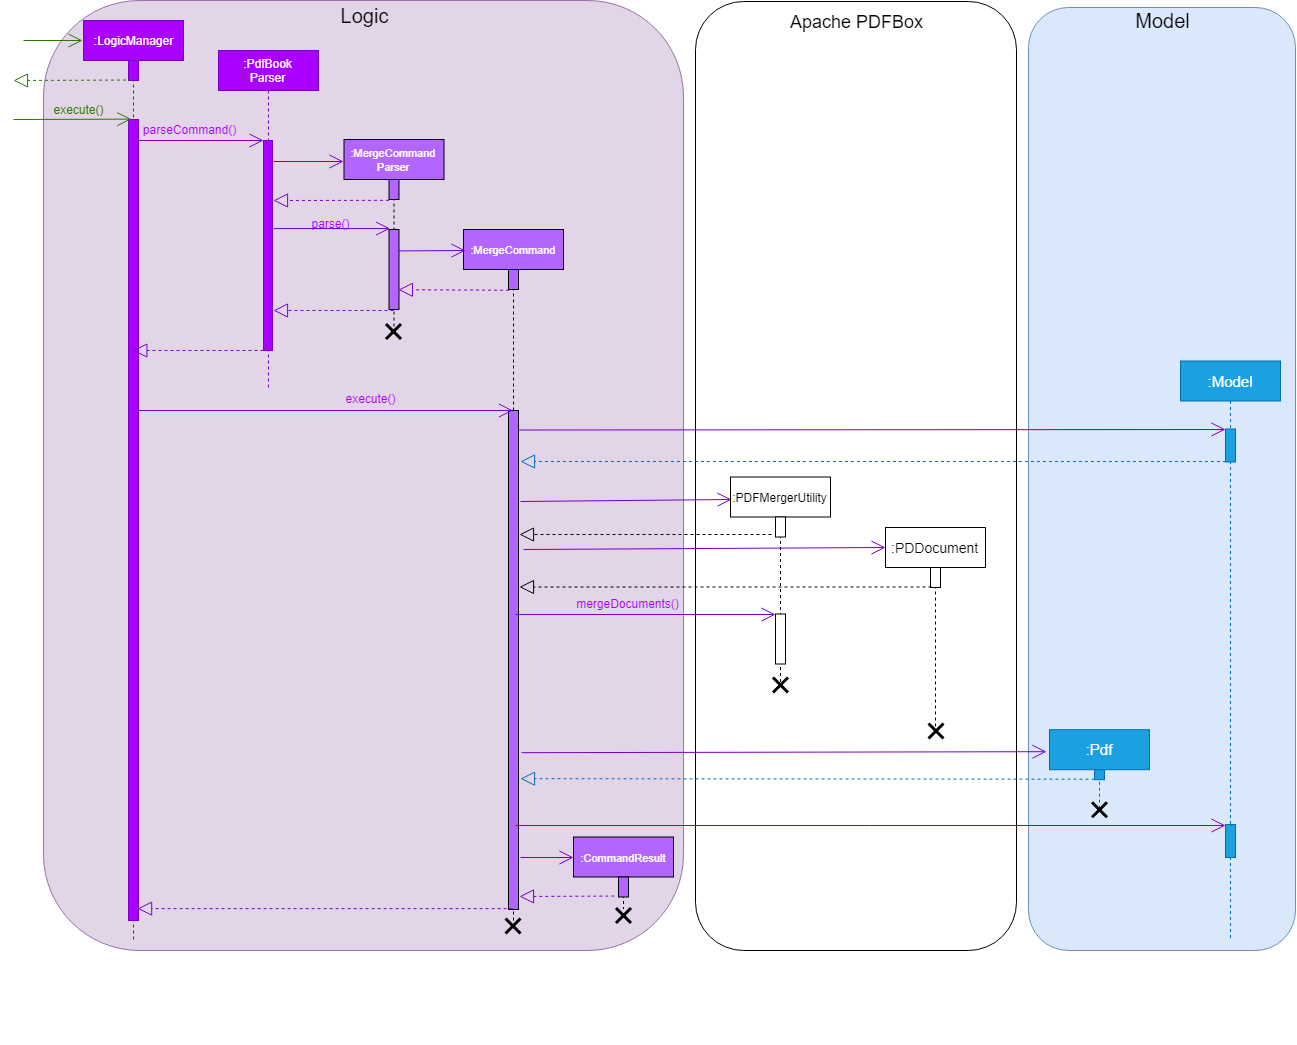 Logic
Apache PDFBox
Model
:LogicManager
:PdfBook
Parser
execute()
parseCommand()
:MergeCommand
Parser
parse()
:MergeCommand
:Model
execute()
:PDFMergerUtility
:PDDocument
mergeDocuments()
:Pdf
:CommandResult